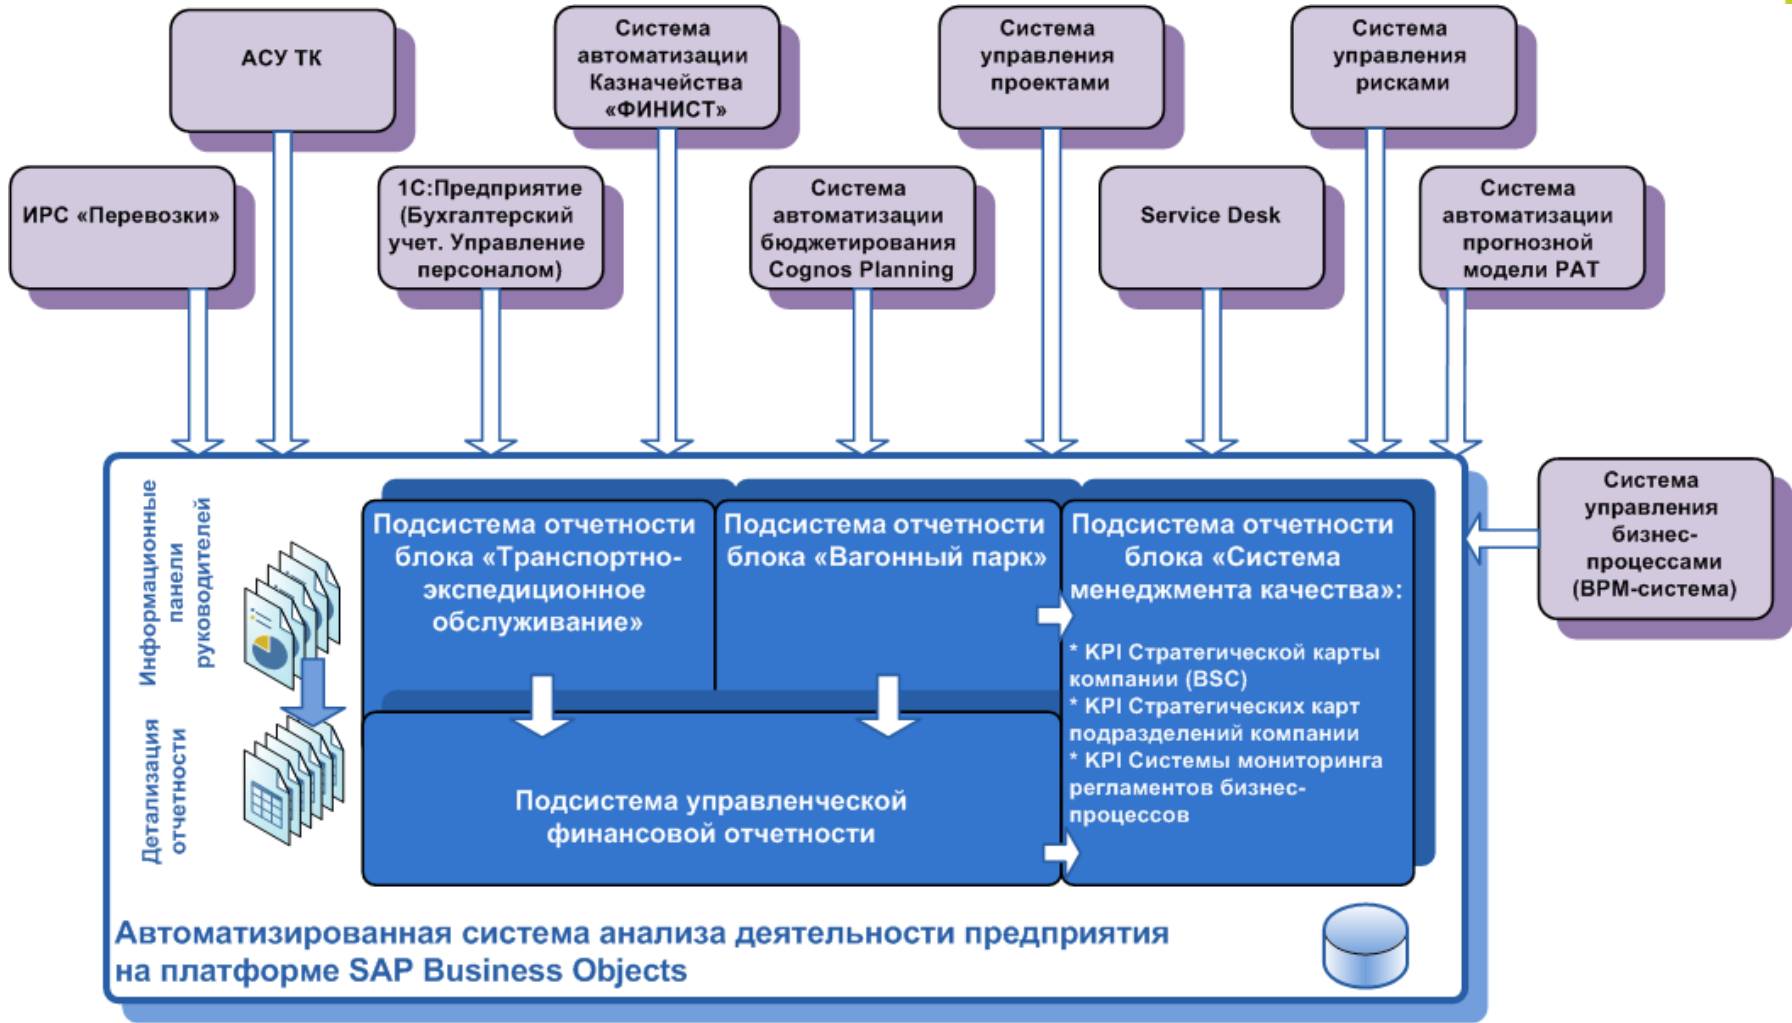 АСУ ТК
Система
автоматизации
Казначейства
«ФИНИСТ»
Система
управления
проектами
Система
управления
рисками
ИРС «Перевозки»
1С:Предприятие
(Бухгалтерский
учет. Управление
персоналом)
Система
автоматизации
бюджетирования
Cognos Planning
Service Desk
Система
автоматизации
прогнозной
модели РАТ
Система
управления
бизнес-
процессами
(BPM-система)
Информационные
панели
руководителей
Детализация
отчетности
Подсистема отчетности
блока «Транспортно-
экспедиционное
обслуживание»
Подсистема отчетности
блока «Вагонный парк»
Подсистема отчетности
блока «Система
менеджмента качества»:
* KPI Стратегической карты
компании (BSC)
* KPI Стратегических карт
подразделений компании
* KPI Системы мониторинга
регламентов бизнес-
процессов
Подсистема управленческой
финансовой отчетности
Автоматизированная система анализа деятельности предприятия
на платформе SAP Business Objects